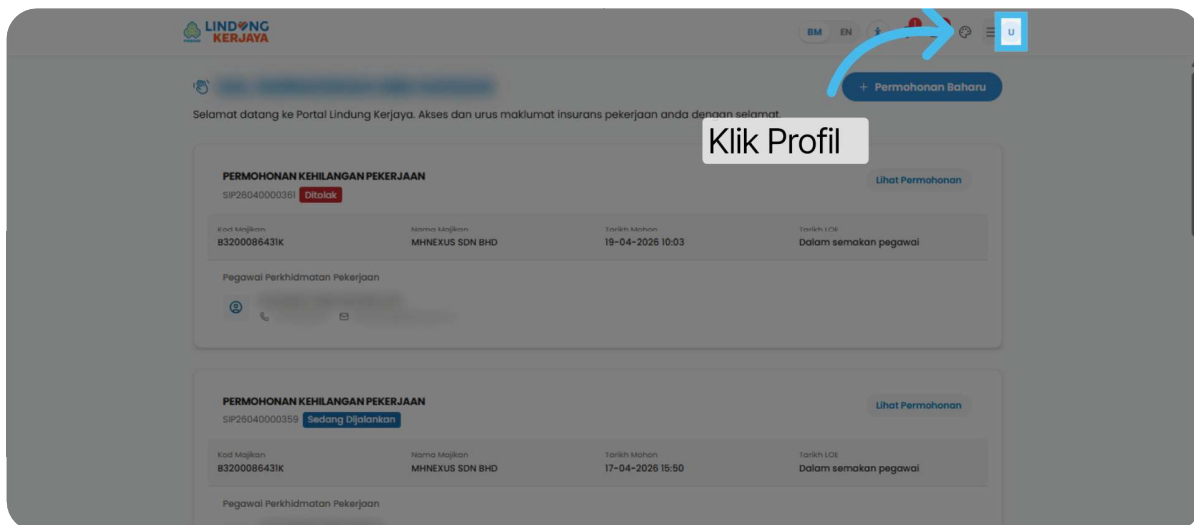 LINDUNG
KERJAYA
BM EN
U
+ Permohonan Baharu
Selamat datang ke Portal Lindung Kerjaya. Akses dan urus maklumat insurans pekerjaan anda dengan selamat.
Klik Profil
PERMOHONAN KEHILANGAN PEKERJAAN
SIP26040000361 Ditolak
Lihat Permohonan
Kod Majikan Nama Majikan Tarikh Mohon Tarikh LOE
B3200086431K MHNEXUS SDN BHD 19-04-2026 10:03 Dalam semakan pegawai
Pegawai Perkhidmatan Pekerjaan
PERMOHONAN KEHILANGAN PEKERJAAN
SIP26040000359 Sedang Dijalankan
Lihat Permohonan
Kod Majikan Nama Majikan Tarikh Mohon Tarikh LOE
B3200086431K MHNEXUS SDN BHD 17-04-2026 15:50 Dalam semakan pegawai
Pegawai Perkhidmatan Pekerjaan